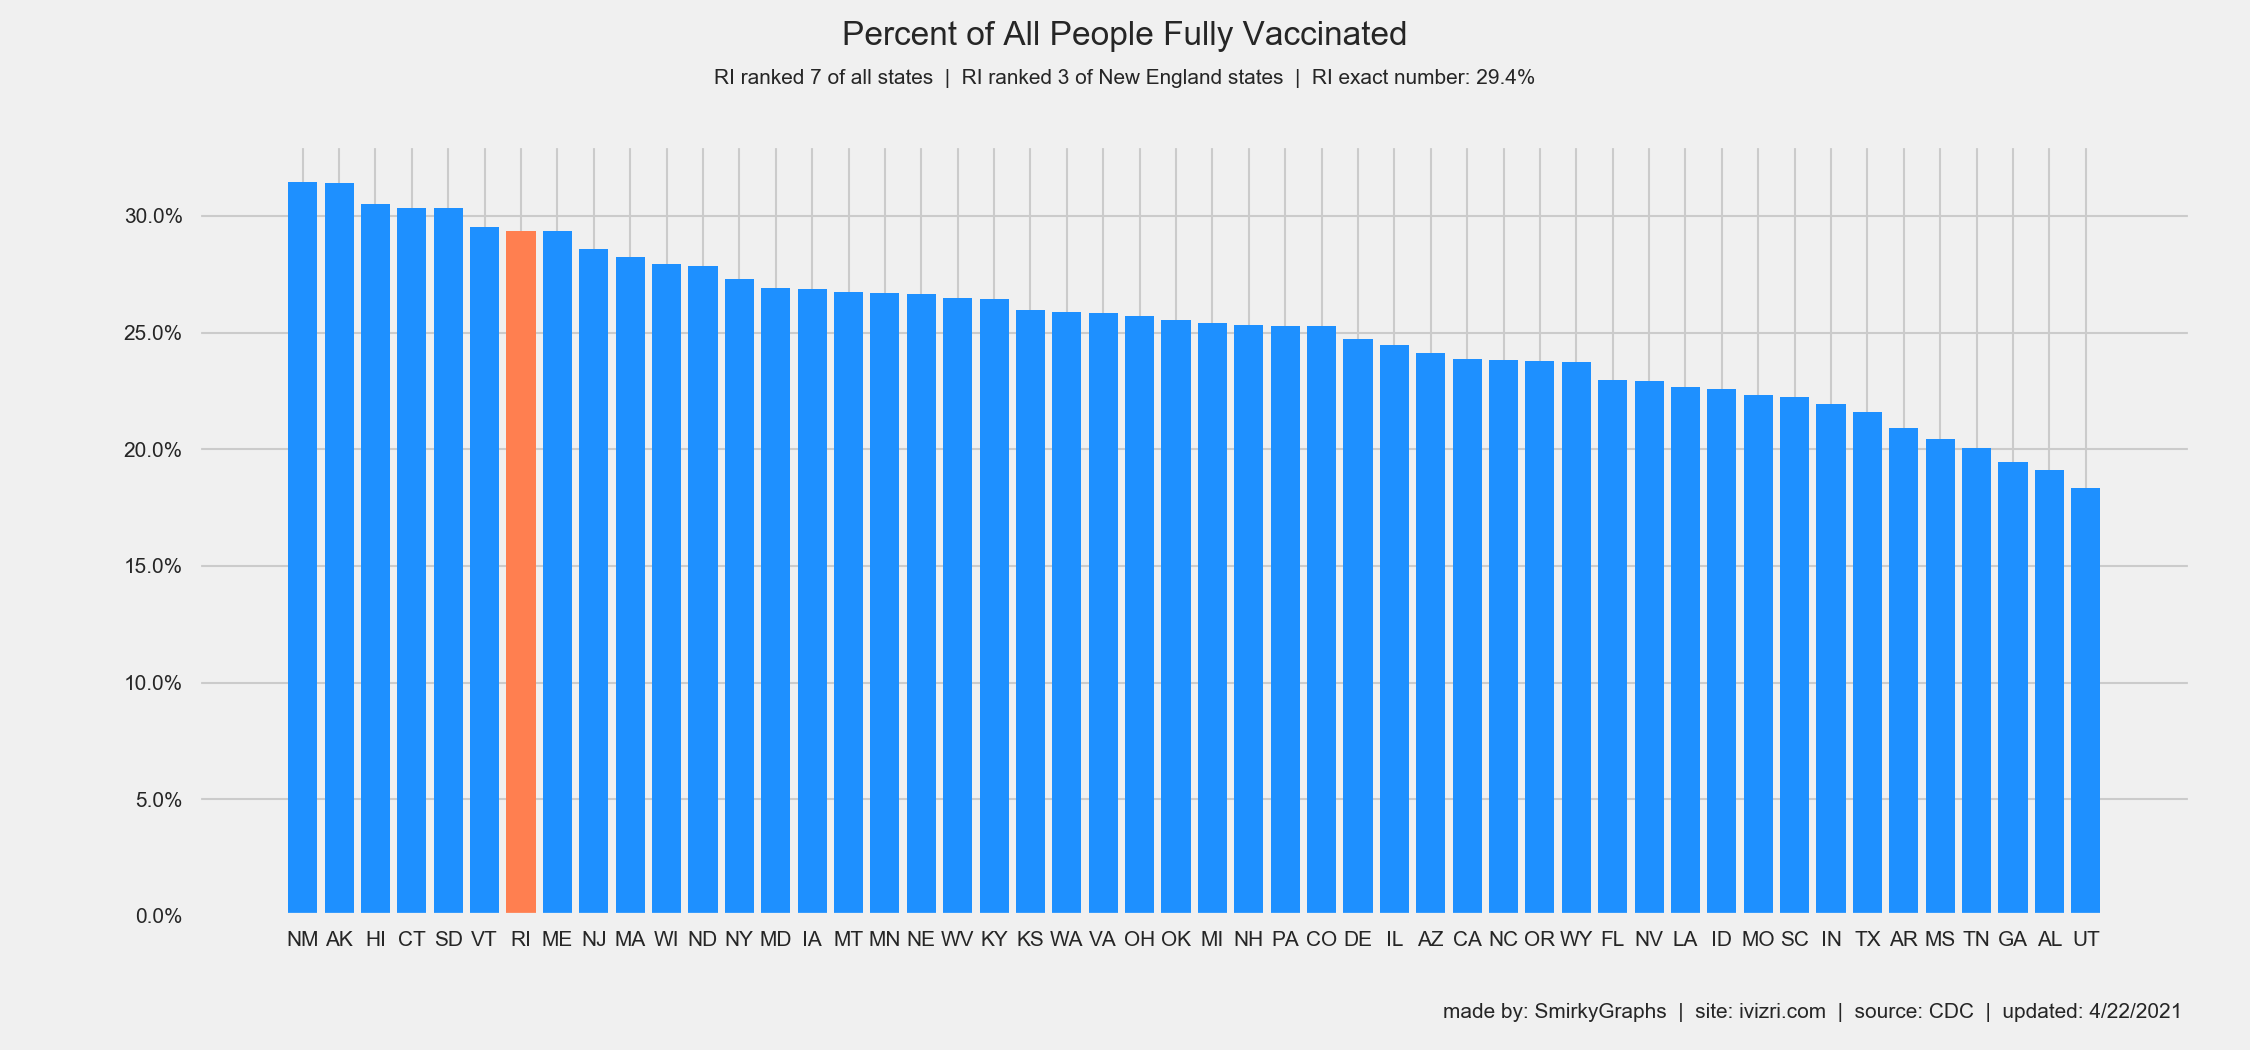 Percent of All People Fully Vaccinated
RI ranked 7 of all states | RI ranked 3 of New England states | RI exact number: 29.4%
30.0%
25.0%
20.0%
15.0%
10.0%
5.0%
0.0%
NM AK HI CT SD VT RI ME NJ MA WI ND NY MD IA MT MN NE WV KY KS WA VA OH OK MI NH PA CO DE IL AZ CA NC OR WY FL NV LA ID MO SC IN TX AR MS TN GA AL UT
made by: SmirkyGraphs | site: ivizri.com | source: CDC | updated: 4/22/2021